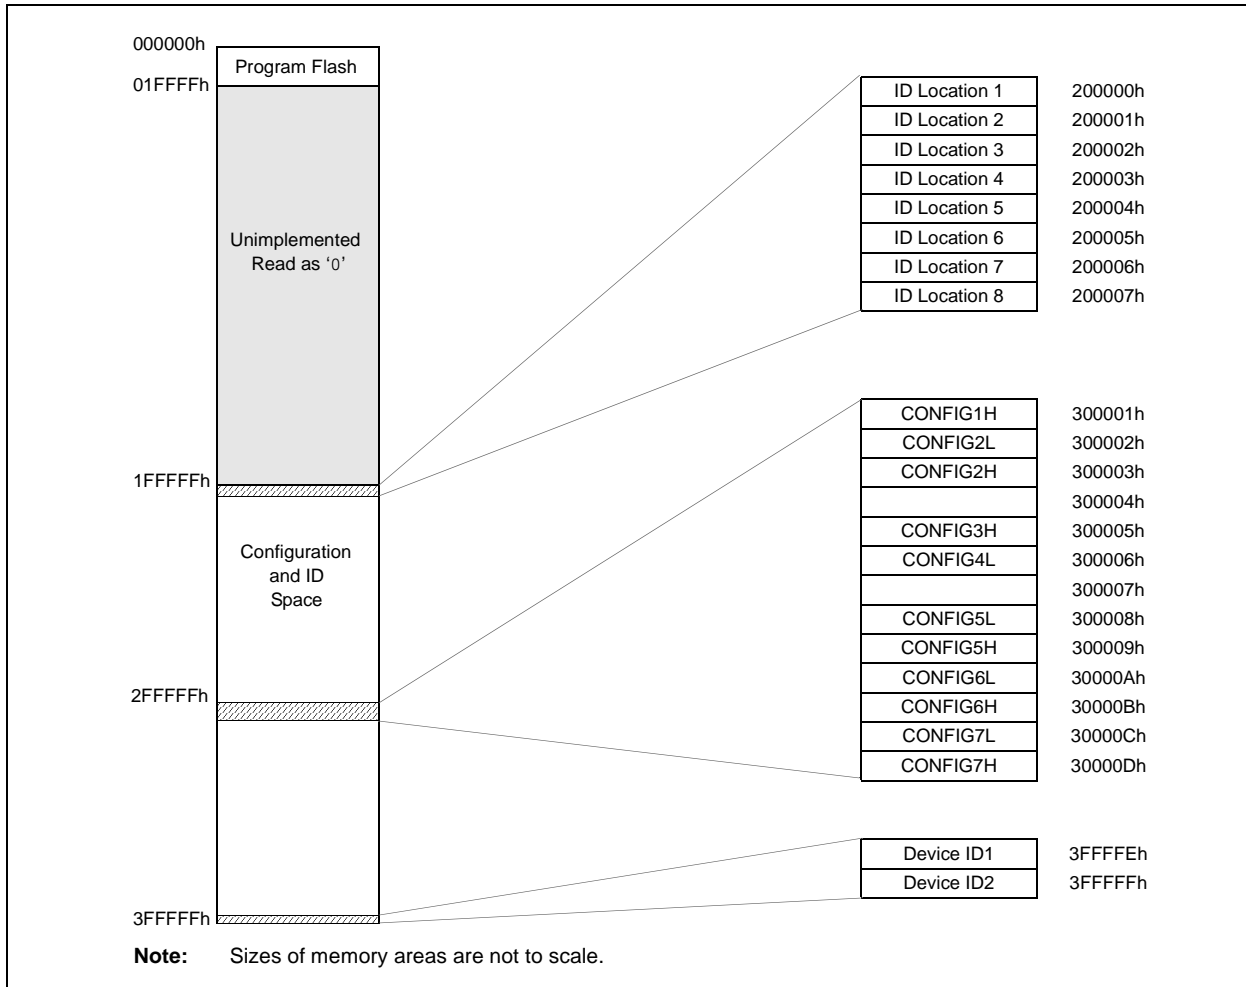 000000h
Program Flash
01FFFFh
Unimplemented
Read as ‘0’
1FFFFFh
Configuration
and ID
Space
2FFFFFh
3FFFFFh
ID Location 1 200000h
ID Location 2 200001h
ID Location 3 200002h
ID Location 4 200003h
ID Location 5 200004h
ID Location 6 200005h
ID Location 7 200006h
ID Location 8 200007h
CONFIG1H 300001h
CONFIG2L 300002h
CONFIG2H 300003h
300004h
CONFIG3H 300005h
CONFIG4L 300006h
300007h
CONFIG5L 300008h
CONFIG5H 300009h
CONFIG6L 30000Ah
CONFIG6H 30000Bh
CONFIG7L 30000Ch
CONFIG7H 30000Dh
Device ID1 3FFFFEh
Device ID2 3FFFFFh
Note: Sizes of memory areas are not to scale.